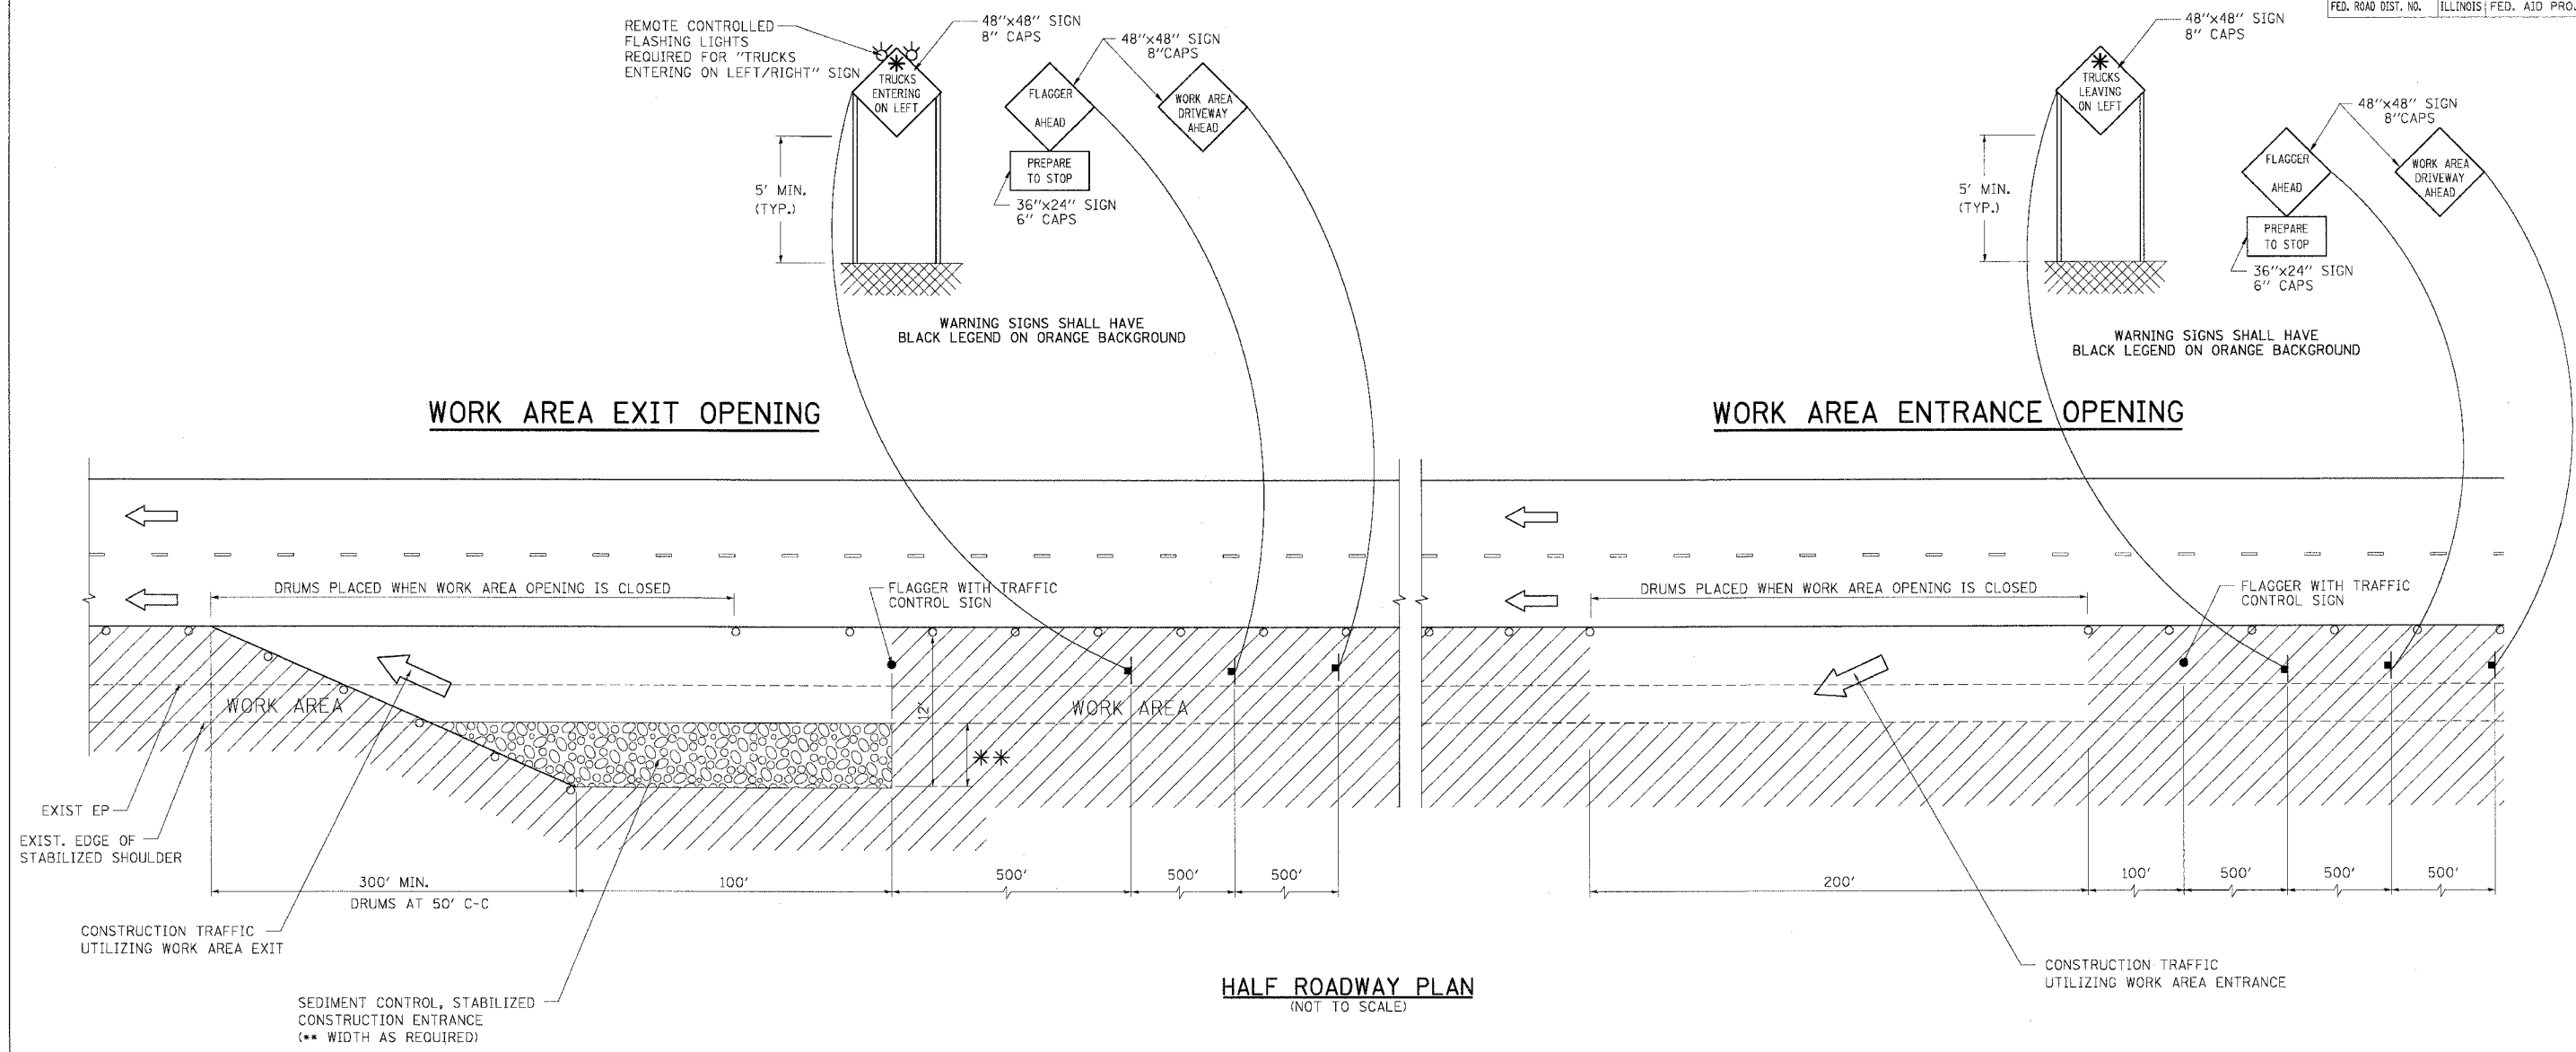 FED. ROAD DIST. NO.
ILLINOIS
FED. AID
REMOTE CONTROLLED
FLASHING LIGHTS
REQUIRED FOR "TRUCKS
ENTERING ON LEFT/RIGHT" SIGN
48"x48" SIGN
8" CAPS
*
TRUCKS
ENTERING
ON LEFT
48"x48" SIGN
8"CAPS
FLAGGER
AHEAD
WORK AREA
DRIVEWAY
AHEAD
PREPARE
TO STOP
36"x24" SIGN
6" CAPS
5' MIN.
(TYP.)
WARNING SIGNS SHALL HAVE
BLACK LEGEND ON ORANGE BACKGROUND
48"x48" SIGN
8" CAPS
*
TRUCKS
LEAVING
ON LEFT
48"x48" SIGN
8"CAPS
FLAGGER
AHEAD
WORK AREA
DRIVEWAY
AHEAD
PREPARE
TO STOP
36"x24" SIGN
6" CAPS
5' MIN.
(TYP.)
WARNING SIGNS SHALL HAVE
BLACK LEGEND ON ORANGE BACKGROUND
WORK AREA EXIT OPENING
WORK AREA ENTRANCE OPENING
DRUMS PLACED WHEN WORK AREA OPENING IS CLOSED
FLAGGER WITH TRAFFIC
CONTROL SIGN
DRUMS PLACED WHEN WORK AREA OPENING IS CLOSED
FLAGGER WITH TRAFFIC
CONTROL SIGN
WORK AREA
12'
WORK AREA
**
EXIST EP
EXIST. EDGE OF
STABILIZED SHOULDER
300' MIN.
DRUMS AT 50' C-C
100'
500'
500'
500'
200'
100'
500'
500'
500'
CONSTRUCTION TRAFFIC
UTILIZING WORK AREA EXIT
SEDIMENT CONTROL, STABILIZED
CONSTRUCTION ENTRANCE
(** WIDTH AS REQUIRED)
CONSTRUCTION TRAFFIC
UTILIZING WORK AREA ENTRANCE
HALF ROADWAY PLAN
(NOT TO SCALE)